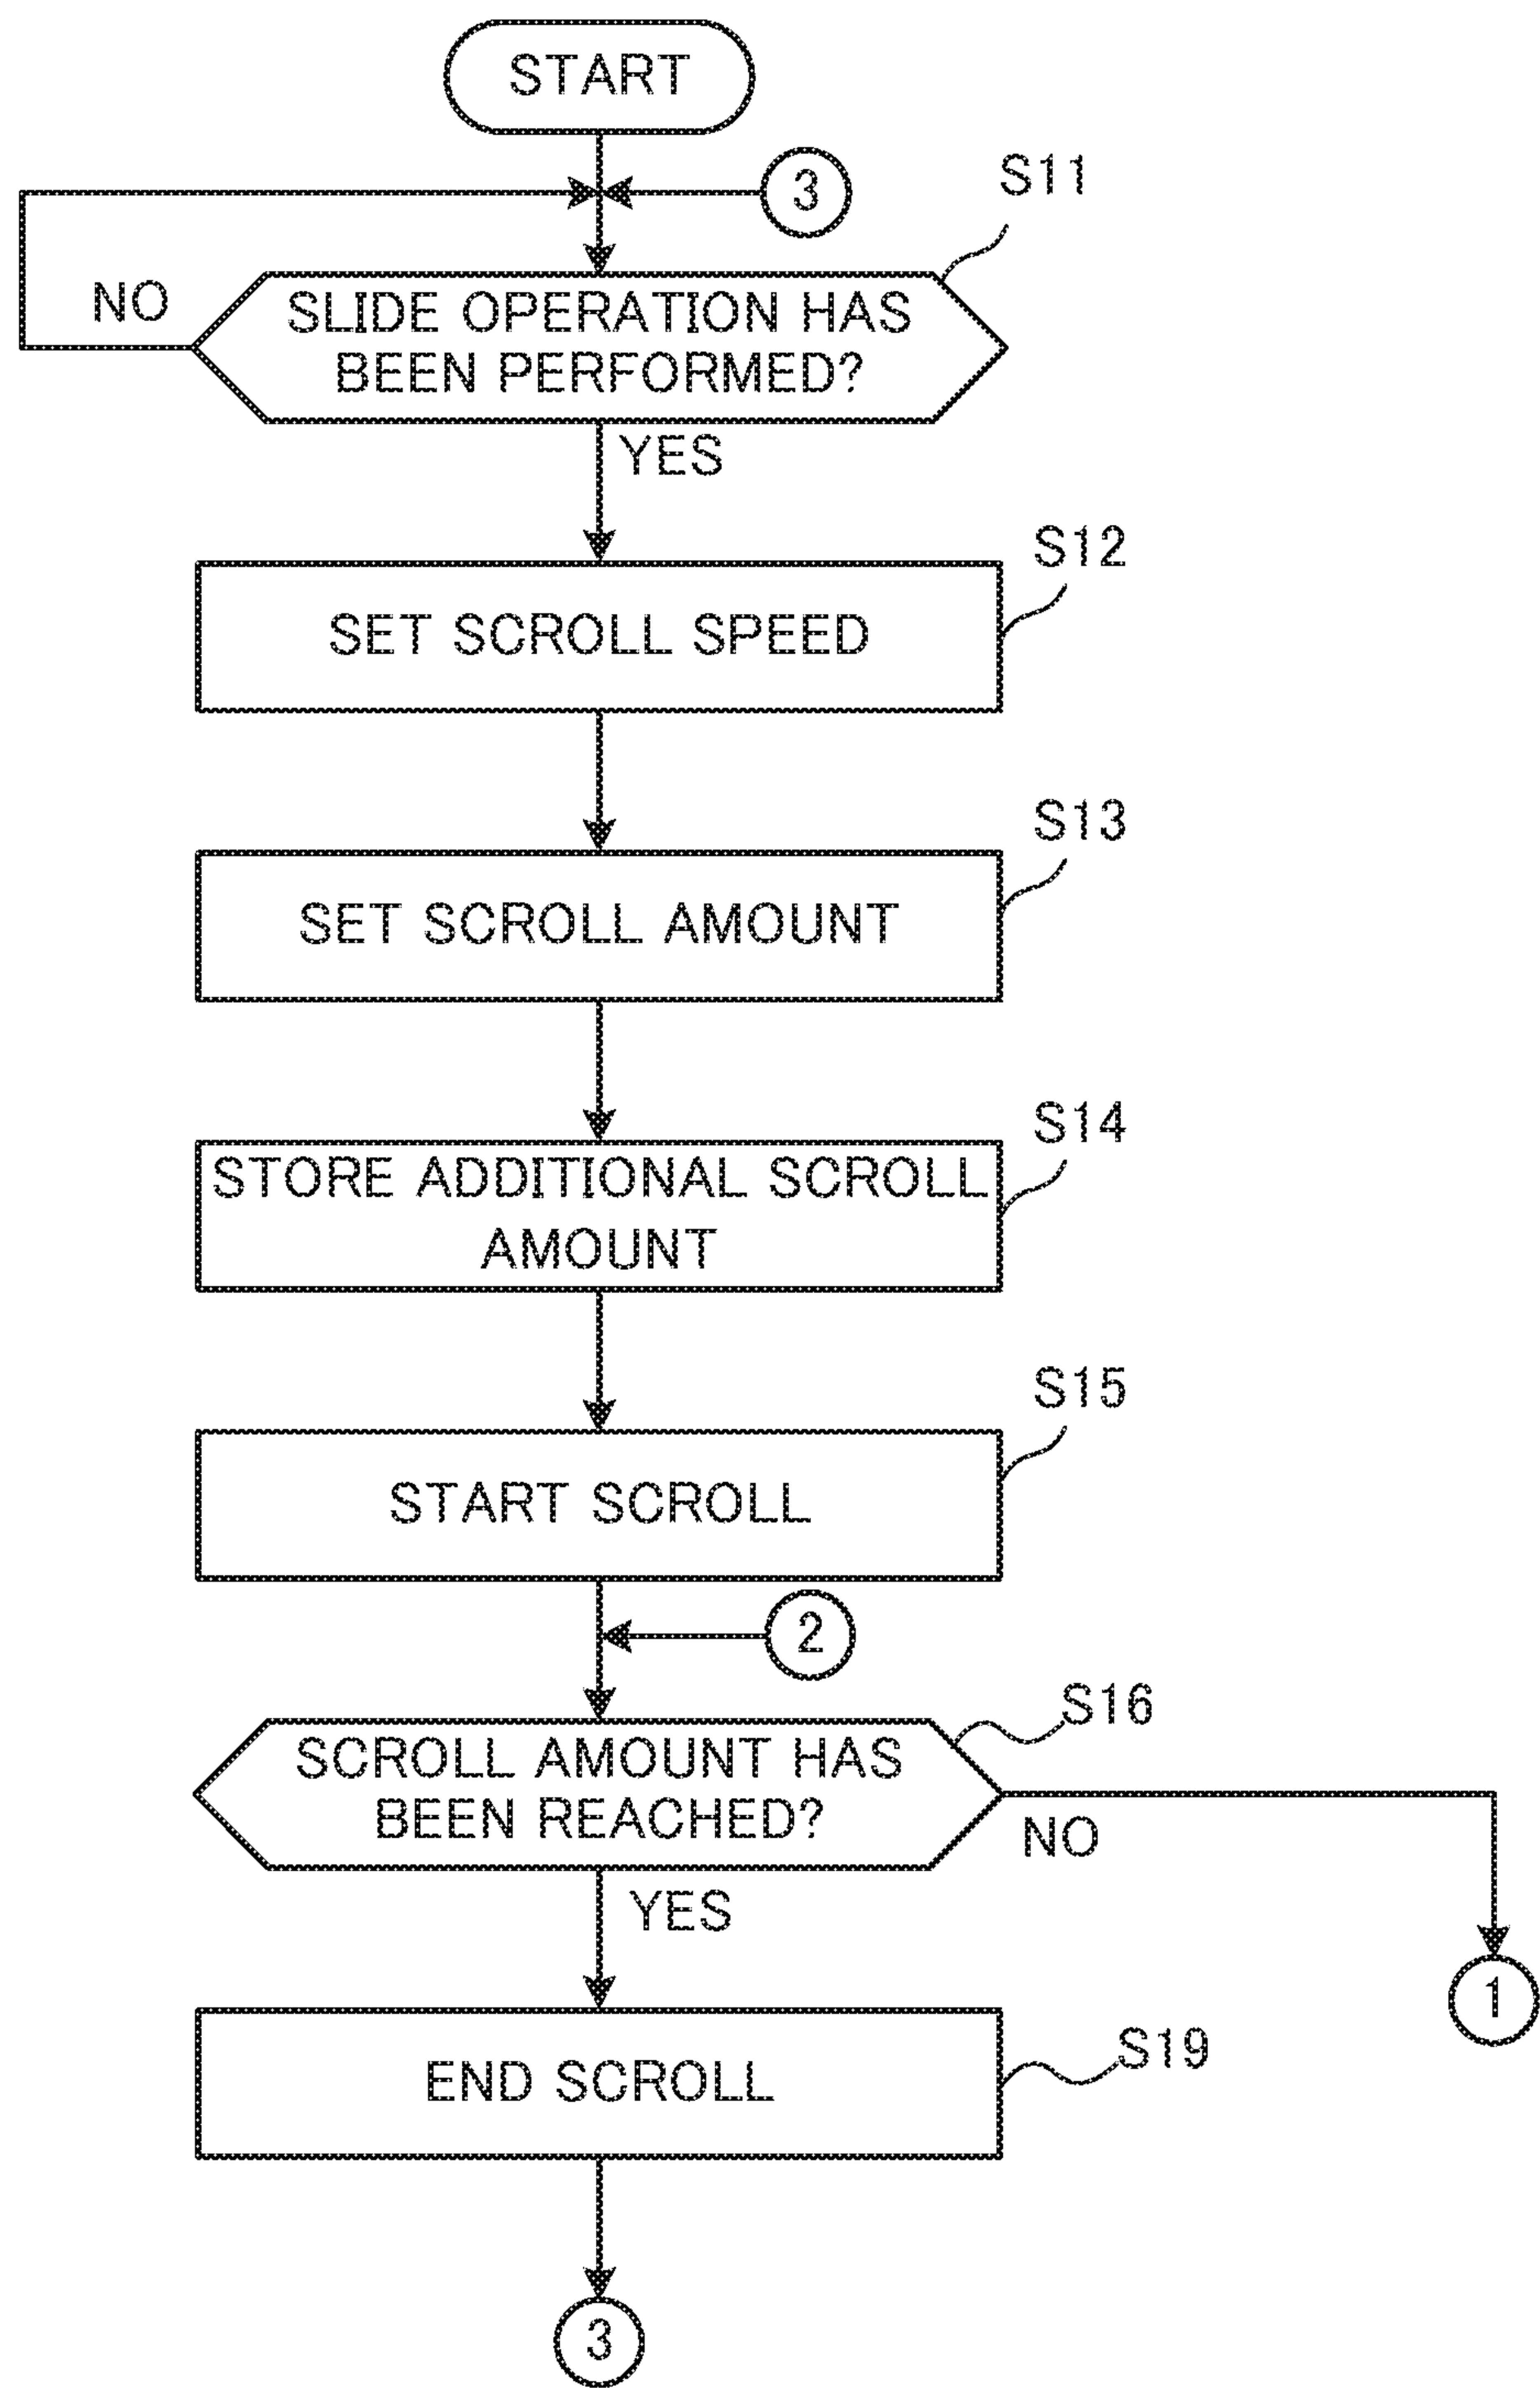 START
3
S11
NO
SLIDE OPERATION HAS
BEEN PERFORMED?
YES
S12
SET SCROLL SPEED
S13
SET SCROLL AMOUNT
S14
STORE ADDITIONAL SCROLL
AMOUNT
S15
START SCROLL
2
S16
SCROLL AMOUNT HAS
BEEN REACHED?
NO
YES
1
S19
END SCROLL
3